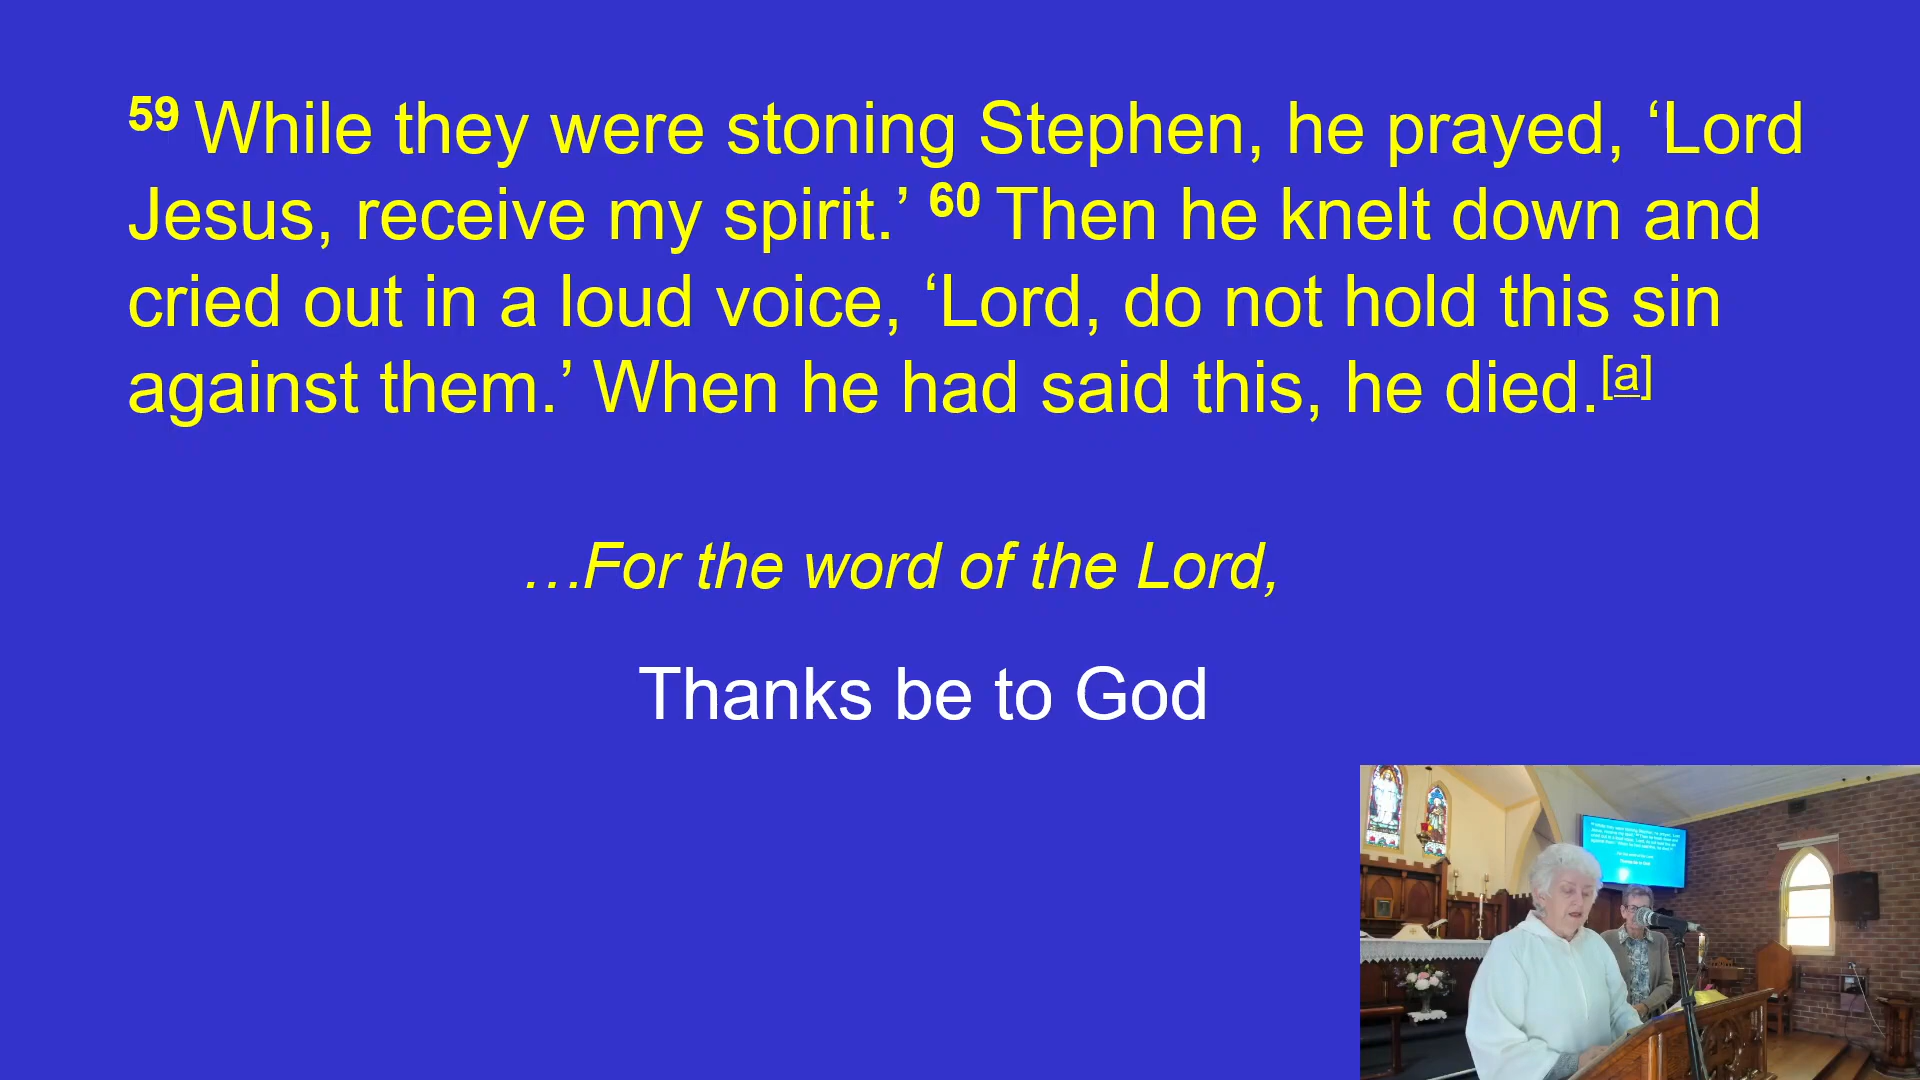 59 While they were stoning Stephen, he prayed, ‘Lord
Jesus, receive my spirit.’ 60 Then he knelt down and
cried out in a loud voice, ‘Lord, do not hold this sin
against them.’ When he had said this, he died.[a]
…For the word of the Lord,
Thanks be to God